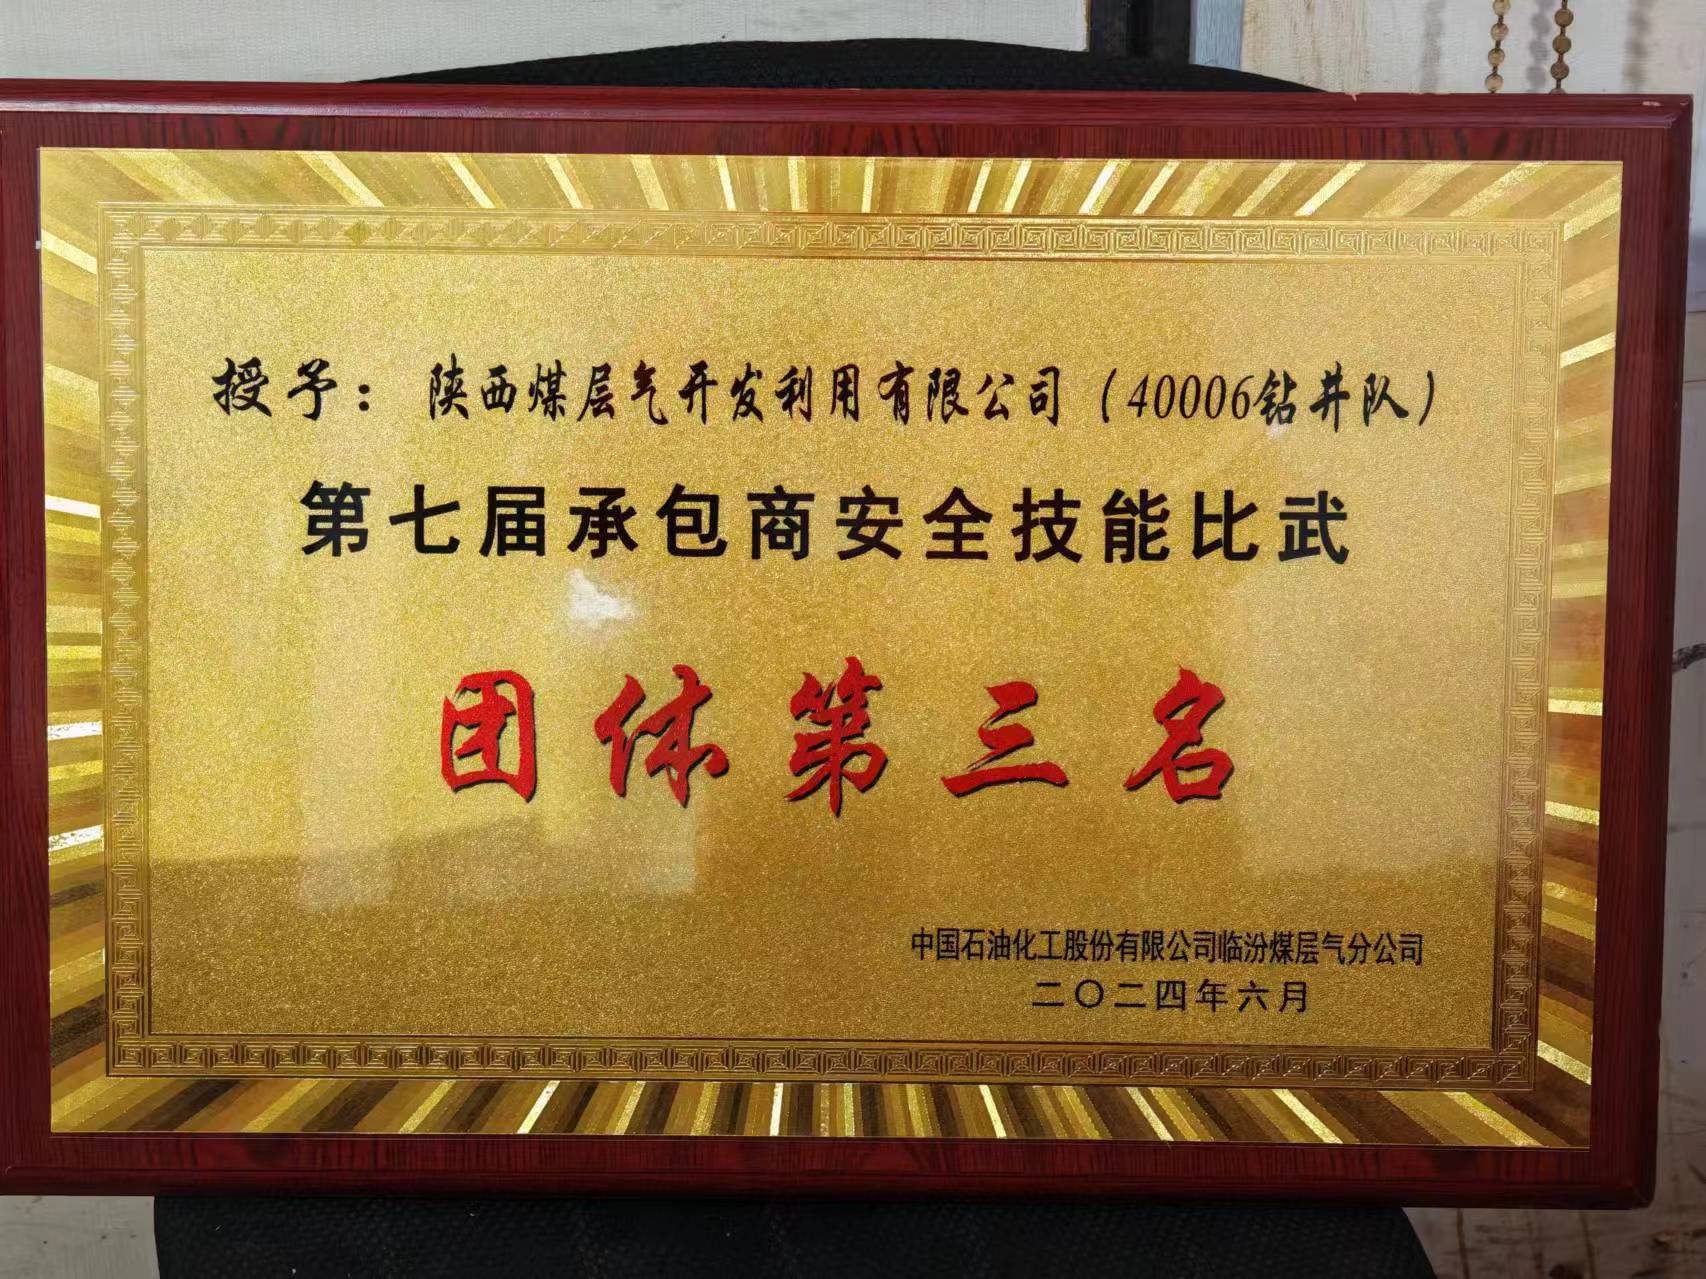 授予：陕西煤层气开发利用有限公司（40006钻井队）
第七届承包商安全技能比武
团体第三名
中国石油化工股份有限公司临汾煤层气分公司
二〇二四年六月